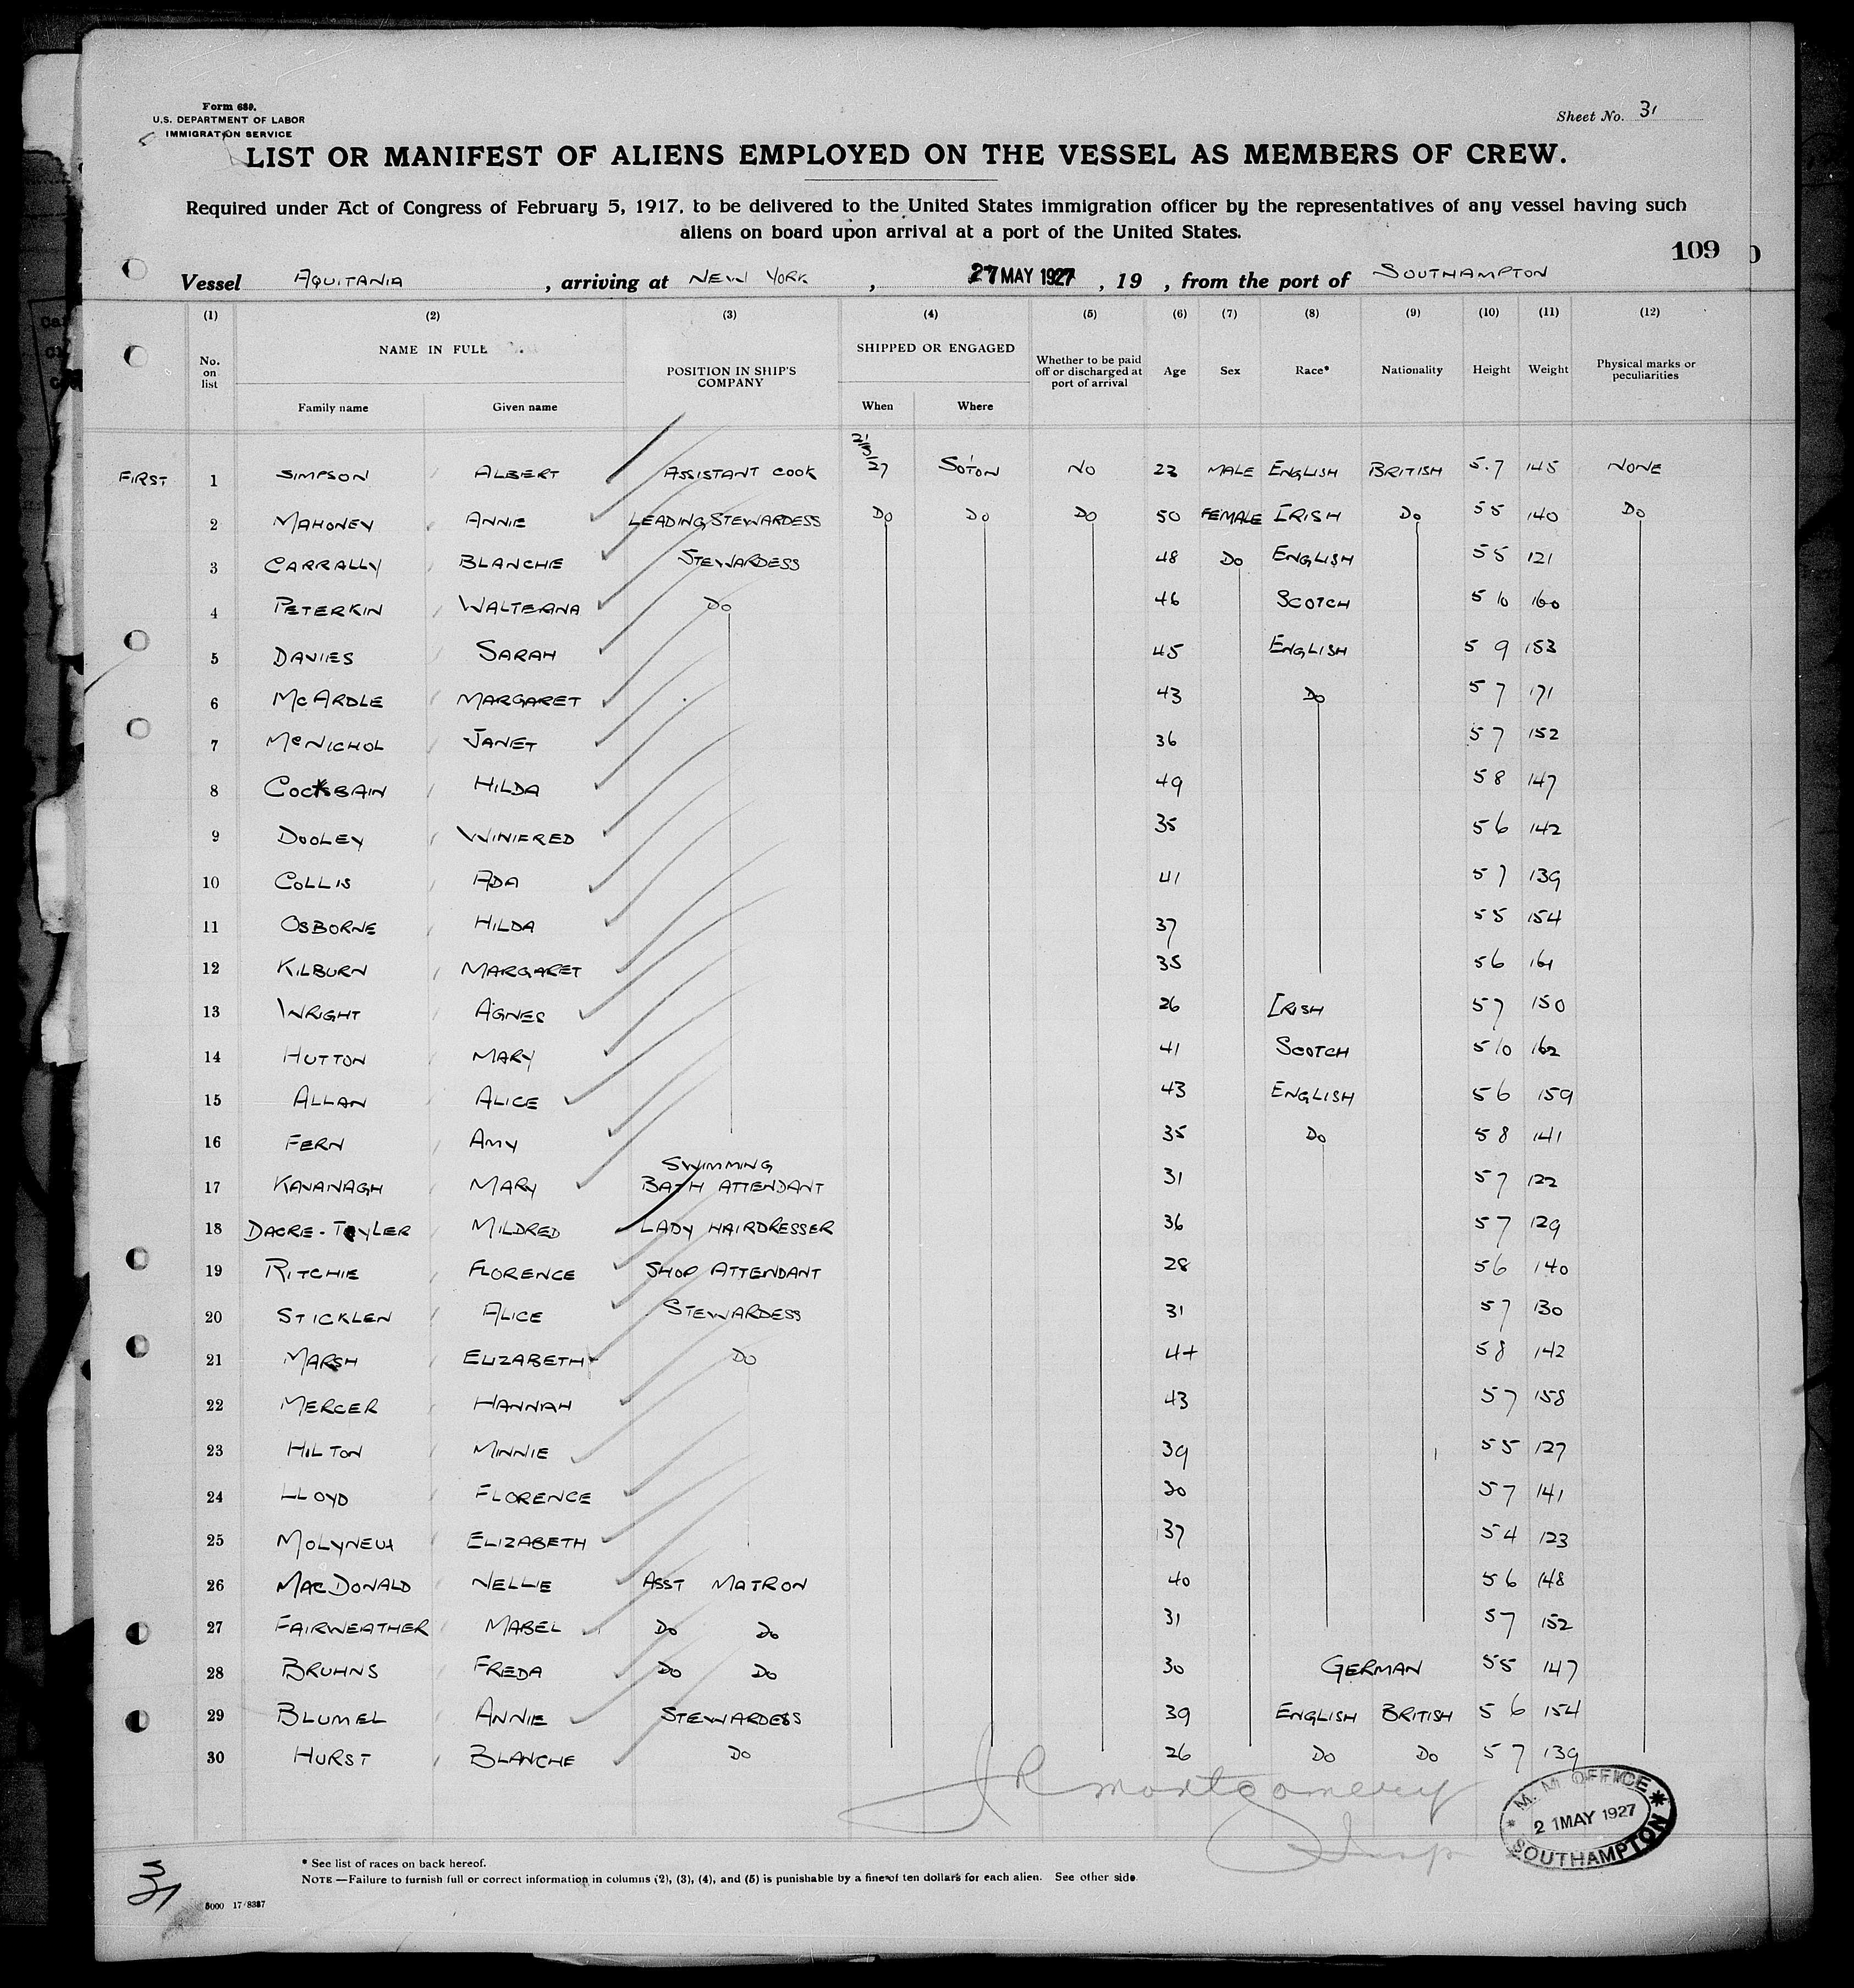 Form 689.
U.S. DEPARTMENT OF LABOR
IMMIGRATION SERVICE
Sheet No. 31
LIST OR MANIFEST OF ALIENS EMPLOYED ON THE VESSEL AS MEMBERS OF CREW.
Required under Act of Congress of February 5, 1917, to be delivered to the United States immigration officer by the representatives of any vessel having such
aliens on board upon arrival at a port of the United States.
109
Vessel AQUITANIA , arriving at NEW YORK , 27 MAY 1927 , 19 , from the port of SOUTHAMPTON
(1) (2) (3) (4) (5) (6) (7) (8) (9) (10) (11) (12)
No. on list NAME IN FULL POSITION IN SHIP'S COMPANY SHIPPED OR ENGAGED Whether to be paid off or discharged at port of arrival Age Sex Race* Nationality Height Weight Physical marks or peculiarities
Family name Given name When Where
FIRST 1 SIMPSON ALBERT ASSISTANT COOK 21/5/27 SO'TON NO 23 MALE ENGLISH BRITISH 5.7 145 NONE
2 MAHONEY ANNIE LEADING STEWARDESS DO DO DO 50 FEMALE IRISH DO 5 5 140 DO
3 CARRALLY BLANCHE STEWARDESS 48 DO ENGLISH 5 5 121
4 PETERKIN WALTERNA DO 46 SCOTCH 5 10 160
5 DAVIES SARAH 45 ENGLISH 5 9 153
6 MCARDLE MARGARET 43 DO 5 7 171
7 MCNICHOL JANET 36 5 7 152
8 COCKBAIN HILDA 49 5 8 147
9 DOOLEY WINIFRED 35 5 6 142
10 COLLIS ADA 41 5 7 139
11 OSBORNE HILDA 37 5 5 154
12 KILBURN MARGARET 35 5 6 161
13 WRIGHT AGNES 26 IRISH 5 7 150
14 HUTTON MARY 41 SCOTCH 5 10 162
15 ALLAN ALICE 43 ENGLISH 5 6 159
16 FERN AMY 35 DO 5 8 141
17 KAVANAGH MARY SWIMMING BATH ATTENDANT 31 5 7 122
18 DACRE-TAYLER MILDRED LADY HAIRDRESSER 36 5 7 129
19 RITCHIE FLORENCE SHOP ATTENDANT 28 5 6 140
20 STICKLEN ALICE STEWARDESS 31 5 7 130
21 MARSH ELIZABETH DO 44 5 8 142
22 MERCER HANNAH 43 5 7 158
23 HILTON MINNIE 39 5 5 127
24 LLOYD FLORENCE 30 5 7 141
25 MOLYNEUX ELIZABETH 37 5 4 123
26 MACDONALD NELLIE ASST MATRON 40 5 6 148
27 FAIRWEATHER MABEL DO DO 31 5 7 152
28 BRUHNS FREDA DO DO 30 GERMAN 5 5 147
29 BLUMEL ANNIE STEWARDESS 39 ENGLISH BRITISH 5 6 154
30 HURST BLANCHE DO 26 DO DO 5 7 139
J R Montgomery
Insp
M. M. OFFICE
21 MAY 1927
SOUTHAMPTON
* See list of races on back hereof.
NOTE—Failure to furnish full or correct information in columns (2), (3), (4), and (5) is punishable by a fine of ten dollars for each alien. See other side.
31
5000 17/8327